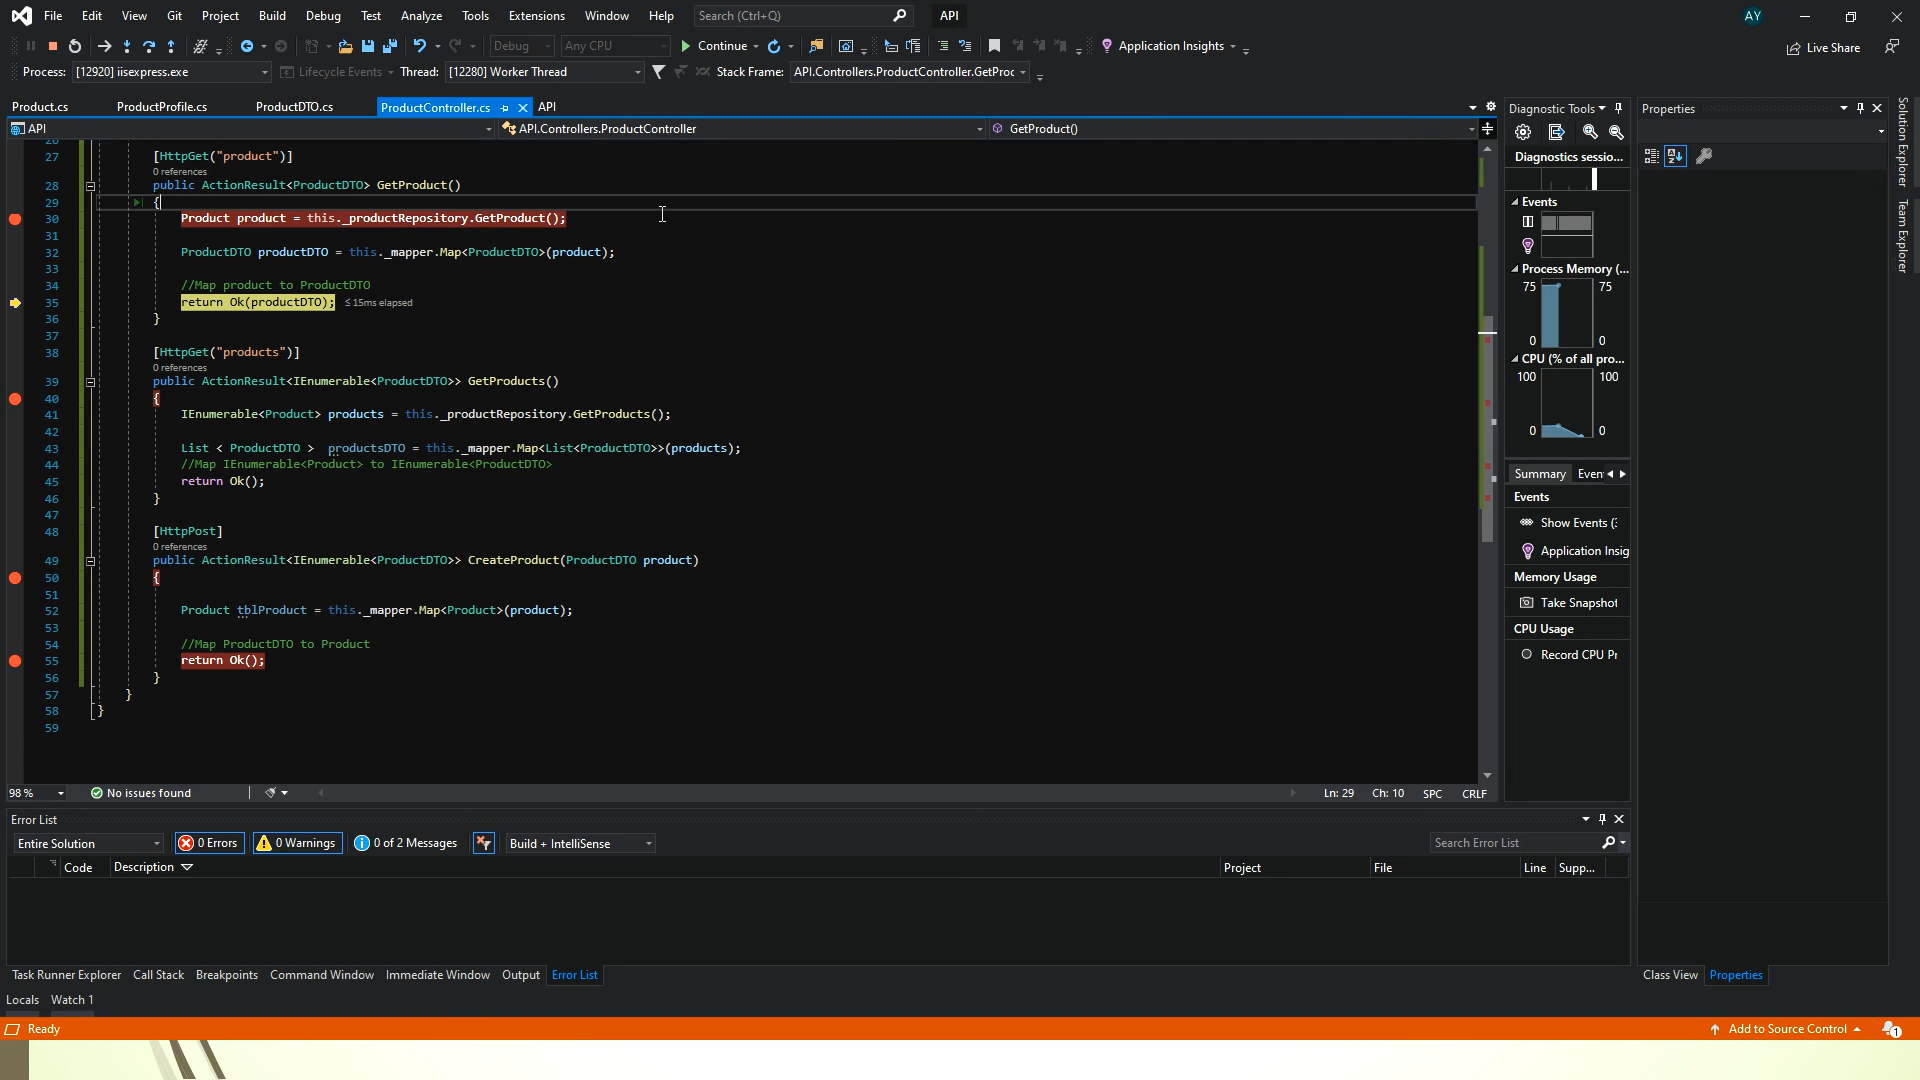 File Edit View Git Project Build Debug Test Analyze Tools Extensions Window Help Search (Ctrl+Q) API AY
Debug Any CPU Continue Application Insights Live Share
Process: [12920] iisexpress.exe Lifecycle Events Thread: [12280] Worker Thread Stack Frame: API.Controllers.ProductController.GetProc
Product.cs ProductProfile.cs ProductDTO.cs ProductController.cs API
API API.Controllers.ProductController GetProduct()
27 [HttpGet("product")]
0 references
28 public ActionResult<ProductDTO> GetProduct()
29 {
30 Product product = this._productRepository.GetProduct();
31
32 ProductDTO productDTO = this._mapper.Map<ProductDTO>(product);
33
34 //Map product to ProductDTO
35 return Ok(productDTO); ≤ 15ms elapsed
36 }
37
38 [HttpGet("products")]
0 references
39 public ActionResult<IEnumerable<ProductDTO>> GetProducts()
40 {
41 IEnumerable<Product> products = this._productRepository.GetProducts();
42
43 List < ProductDTO > productsDTO = this._mapper.Map<List<ProductDTO>>(products);
44 //Map IEnumerable<Product> to IEnumerable<ProductDTO>
45 return Ok();
46 }
47
48 [HttpPost]
0 references
49 public ActionResult<IEnumerable<ProductDTO>> CreateProduct(ProductDTO product)
50 {
51
52 Product tblProduct = this._mapper.Map<Product>(product);
53
54 //Map ProductDTO to Product
55 return Ok();
56 }
57 }
58 }
59
98 % No issues found Ln: 29 Ch: 10 SPC CRLF
Diagnostic Tools
Diagnostics sessio...
Events
Process Memory (...
75 75
0 0
CPU (% of all pro...
100 100
0 0
Summary Even
Events
Show Events (3
Application Insig
Memory Usage
Take Snapshot
CPU Usage
Record CPU Pr
Properties
Solution Explorer
Team Explorer
Error List
Entire Solution 0 Errors 0 Warnings 0 of 2 Messages Build + IntelliSense Search Error List
Code Description Project File Line Supp...
Task Runner Explorer Call Stack Breakpoints Command Window Immediate Window Output Error List
Class View Properties
Locals Watch 1
Ready Add to Source Control 1